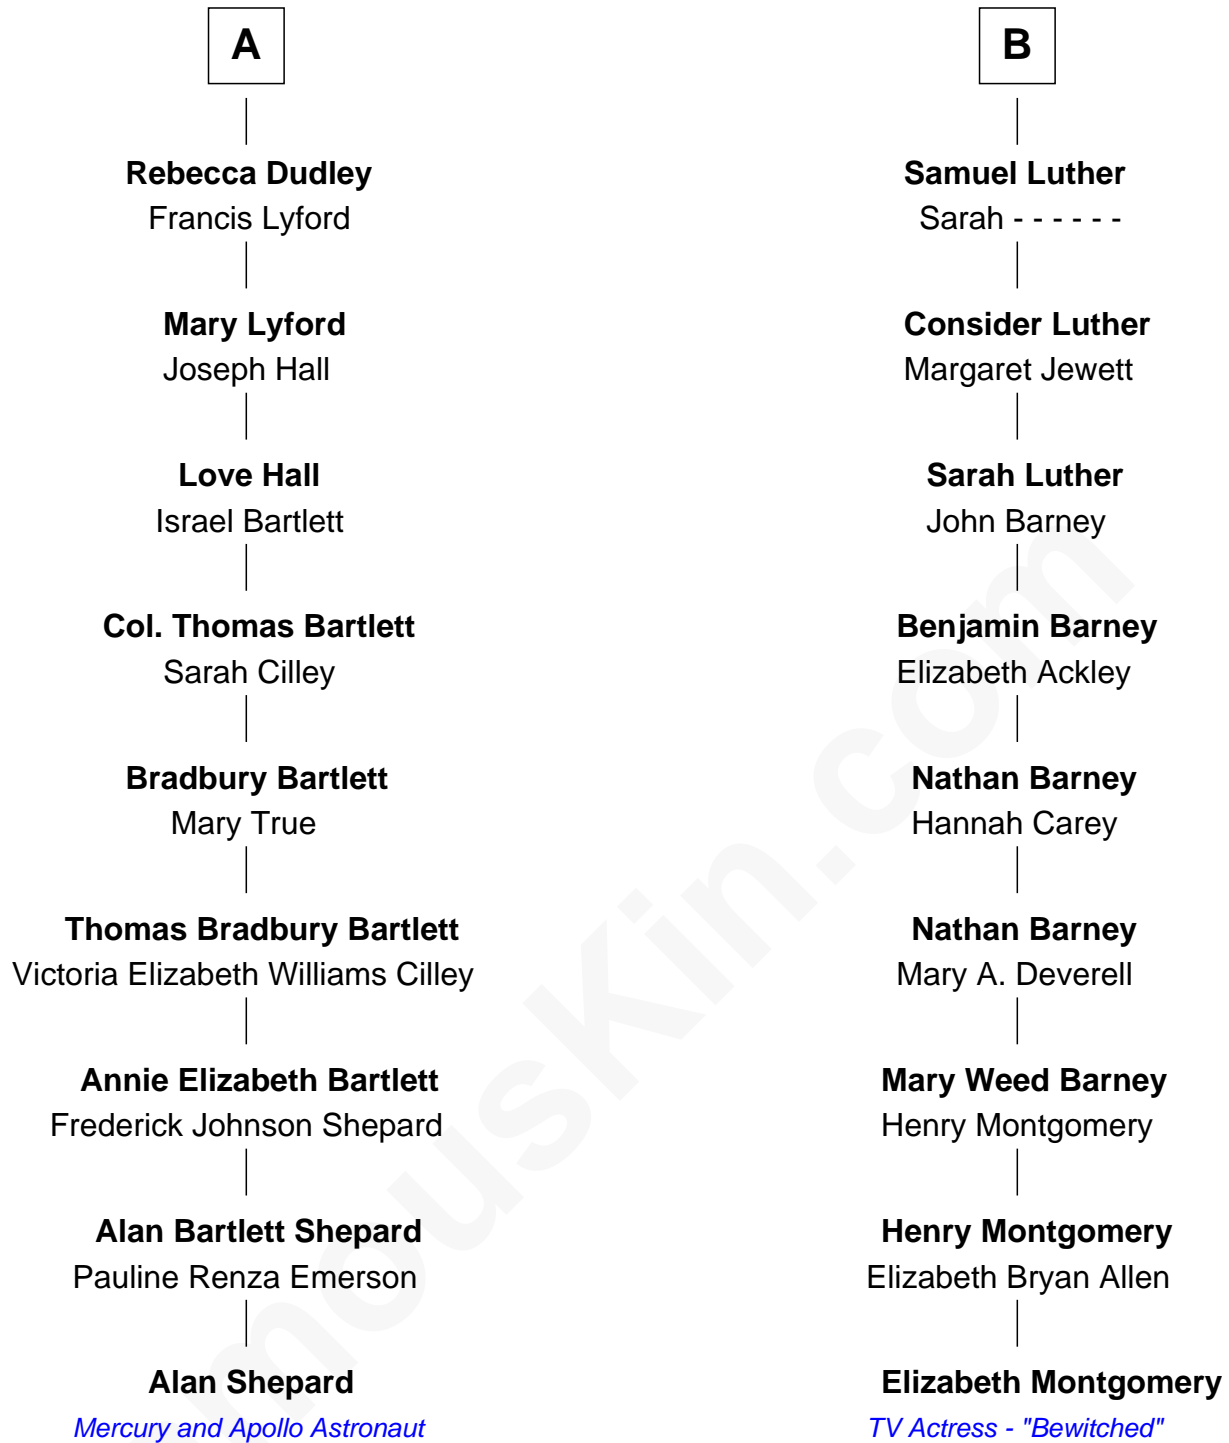 A
Rebecca Dudley
Francis Lyford
Mary Lyford
Joseph Hall
Love Hall
Israel Bartlett
Col. Thomas Bartlett
Sarah Cilley
Bradbury Bartlett
Mary True
Thomas Bradbury Bartlett
Victoria Elizabeth Williams Cilley
Annie Elizabeth Bartlett
Frederick Johnson Shepard
Alan Bartlett Shepard
Pauline Renza Emerson
Alan Shepard
Mercury and Apollo Astronaut
B
Samuel Luther
Sarah - - - - - -
Consider Luther
Margaret Jewett
Sarah Luther
John Barney
Benjamin Barney
Elizabeth Ackley
Nathan Barney
Hannah Carey
Nathan Barney
Mary A. Deverell
Mary Weed Barney
Henry Montgomery
Henry Montgomery
Elizabeth Bryan Allen
Elizabeth Montgomery
TV Actress - "Bewitched"
mousKin.com